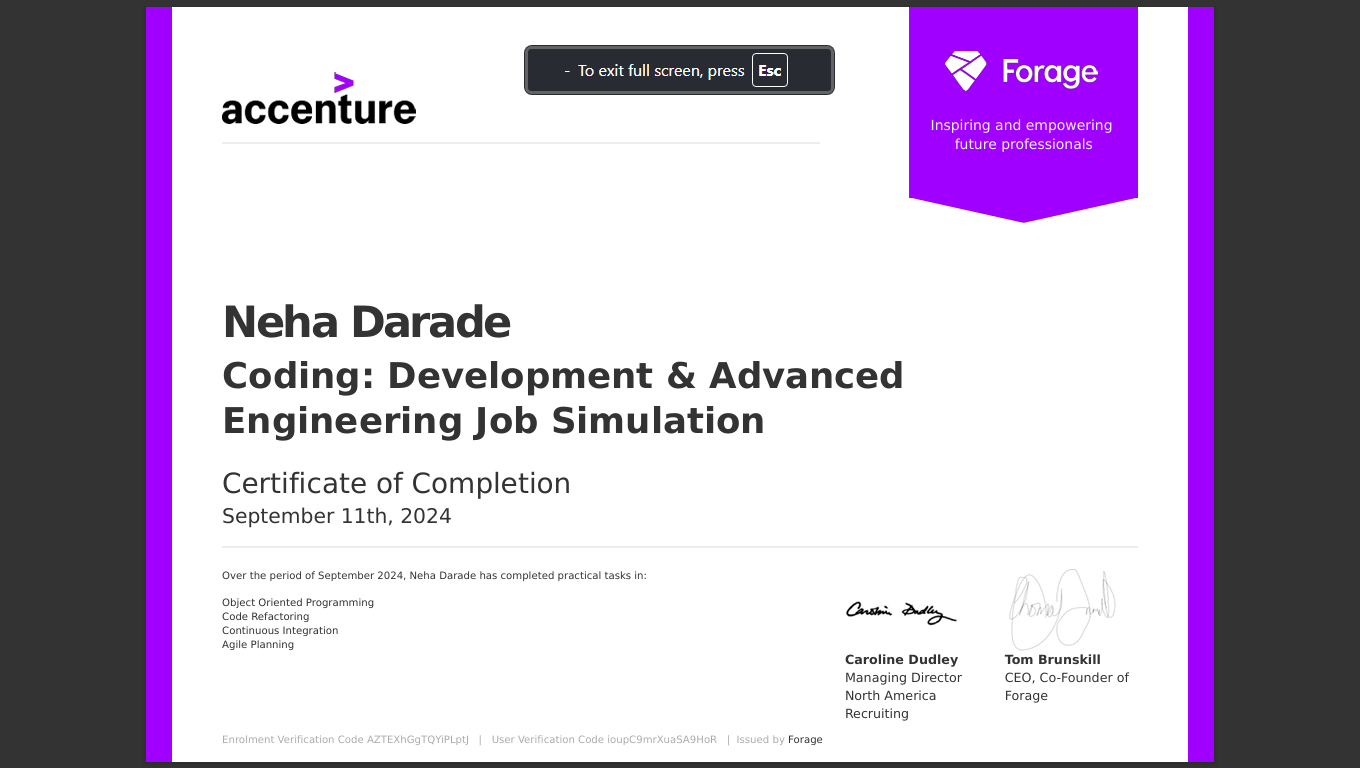 - To exit full screen, press Esc
accenture
Forage
Inspiring and empowering
future professionals
Neha Darade
Coding: Development & Advanced
Engineering Job Simulation
Certificate of Completion
September 11th, 2024
Over the period of September 2024, Neha Darade has completed practical tasks in:
Object Oriented Programming
Code Refactoring
Continuous Integration
Agile Planning
Caroline Dudley
Caroline Dudley
Managing Director
North America
Recruiting
Tom Brunskill
CEO, Co-Founder of
Forage
Enrolment Verification Code AZTEXhGgTQYiPLptJ | User Verification Code ioupC9mrXuaSA9HoR | Issued by Forage